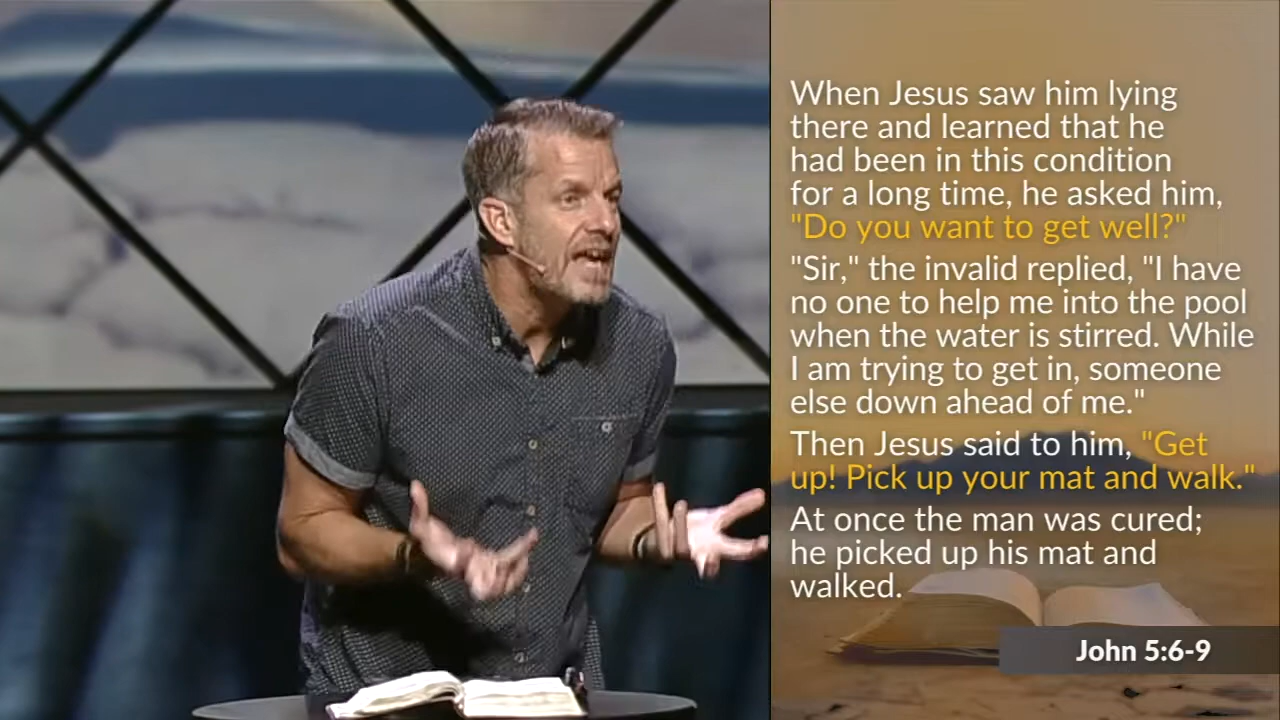 When Jesus saw him lying
there and learned that he
had been in this condition
for a long time, he asked him,
"Do you want to get well?"
"Sir," the invalid replied, "I have
no one to help me into the pool
when the water is stirred. While
I am trying to get in, someone
else down ahead of me."
Then Jesus said to him, "Get
up! Pick up your mat and walk."
At once the man was cured;
he picked up his mat and
walked.
John 5:6-9